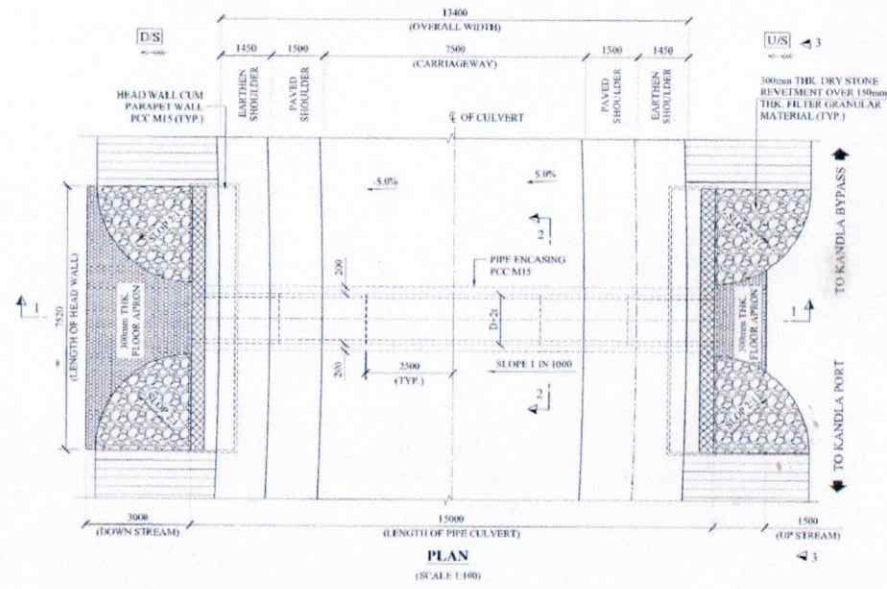 13400
(OVERALL WIDTH)
D/S
U/S
3
1450
1500
7500
(CARRIAGEWAY)
1500
1450
EARTHEN
SHOULDER
PAVED
SHOULDER
PAVED
SHOULDER
EARTHEN
SHOULDER
HEAD WALL CUM
PARAPET WALL
PCC M15 (TYP.)
300mm THK. DRY STONE
REVETMENT OVER 150mm
THK. FILTER GRANULAR
MATERIAL (TYP.)
℄ OF CULVERT
5.0%
5.0%
2
TO KANDLA BYPASS
SLOP 2:1
200
PIPE ENCASING
PCC M15
1
7520
(LENGTH OF HEAD WALL)
300mm THK.
FLOOR APRON
D+2t
300mm THK.
FLOOR APRON
1
200
2500
(TYP.)
SLOPE 1 IN 1000
2
TO KANDLA PORT
3000
(DOWN STREAM)
15000
(LENGTH OF PIPE CULVERT)
1500
(UP STREAM)
PLAN
(SCALE 1:100)
3